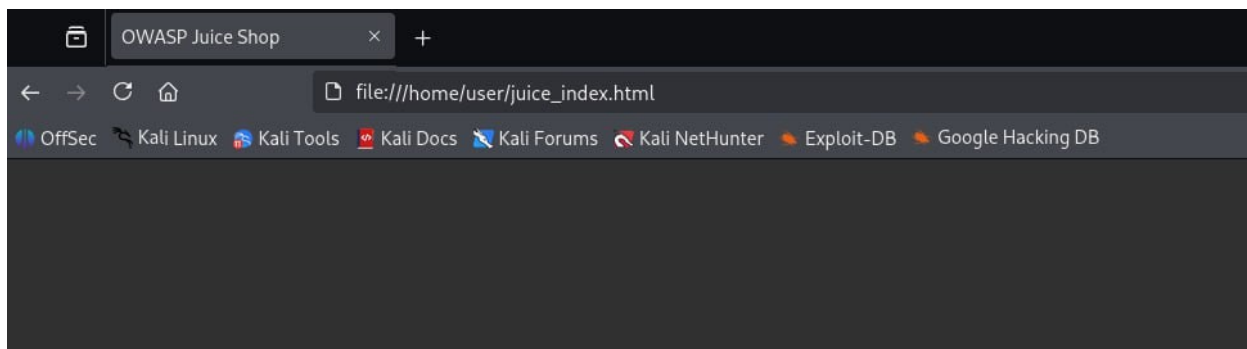 OWASP Juice Shop
file:///home/user/juice_index.html
OffSec Kali Linux Kali Tools Kali Docs Kali Forums Kali NetHunter Exploit-DB Google Hacking DB